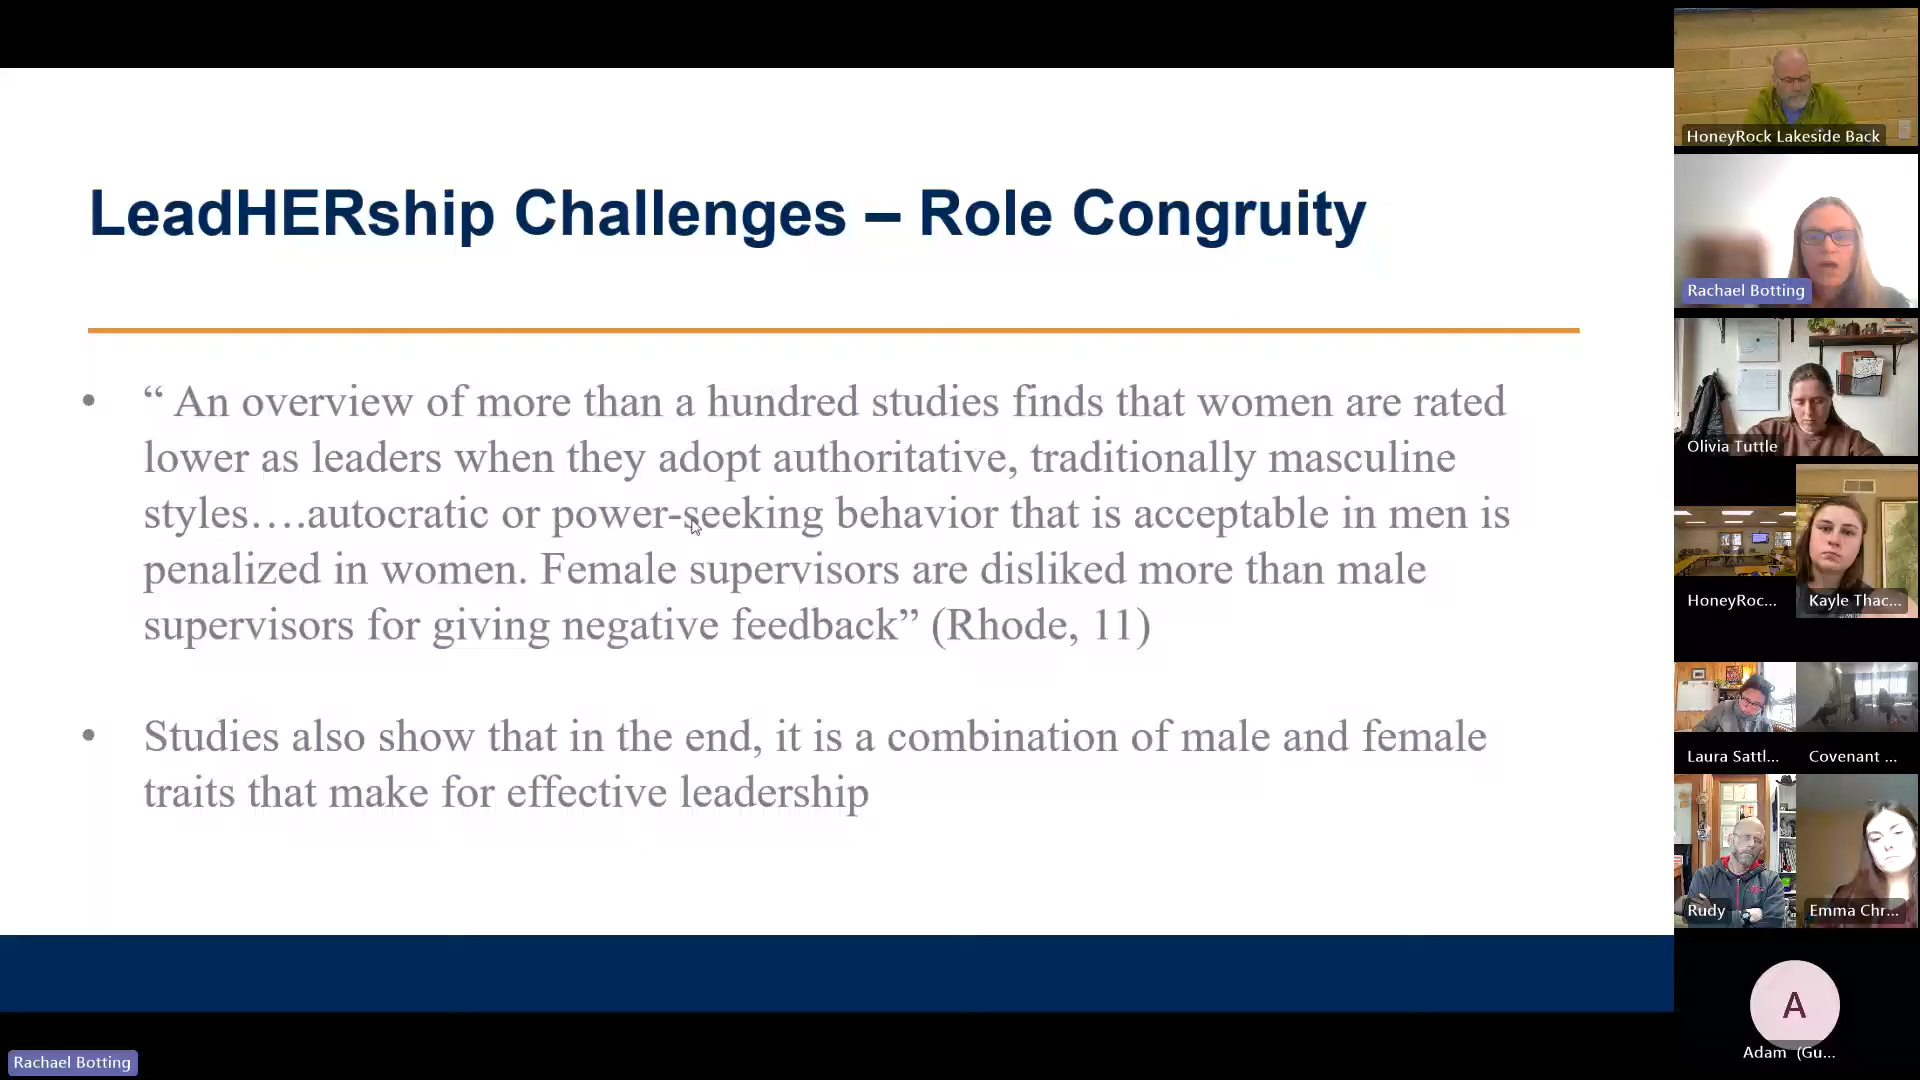 LeadHERship Challenges – Role Congruity
• “ An overview of more than a hundred studies finds that women are rated
lower as leaders when they adopt authoritative, traditionally masculine
styles….autocratic or power-seeking behavior that is acceptable in men is
penalized in women. Female supervisors are disliked more than male
supervisors for giving negative feedback” (Rhode, 11)
• Studies also show that in the end, it is a combination of male and female
traits that make for effective leadership
Rachael Botting
HoneyRock Lakeside Back
Rachael Botting
Olivia Tuttle
HoneyRoc...
Kayle Thac...
Laura Sattl...
Covenant ...
Rudy
Emma Chr...
A
Adam (Gu...